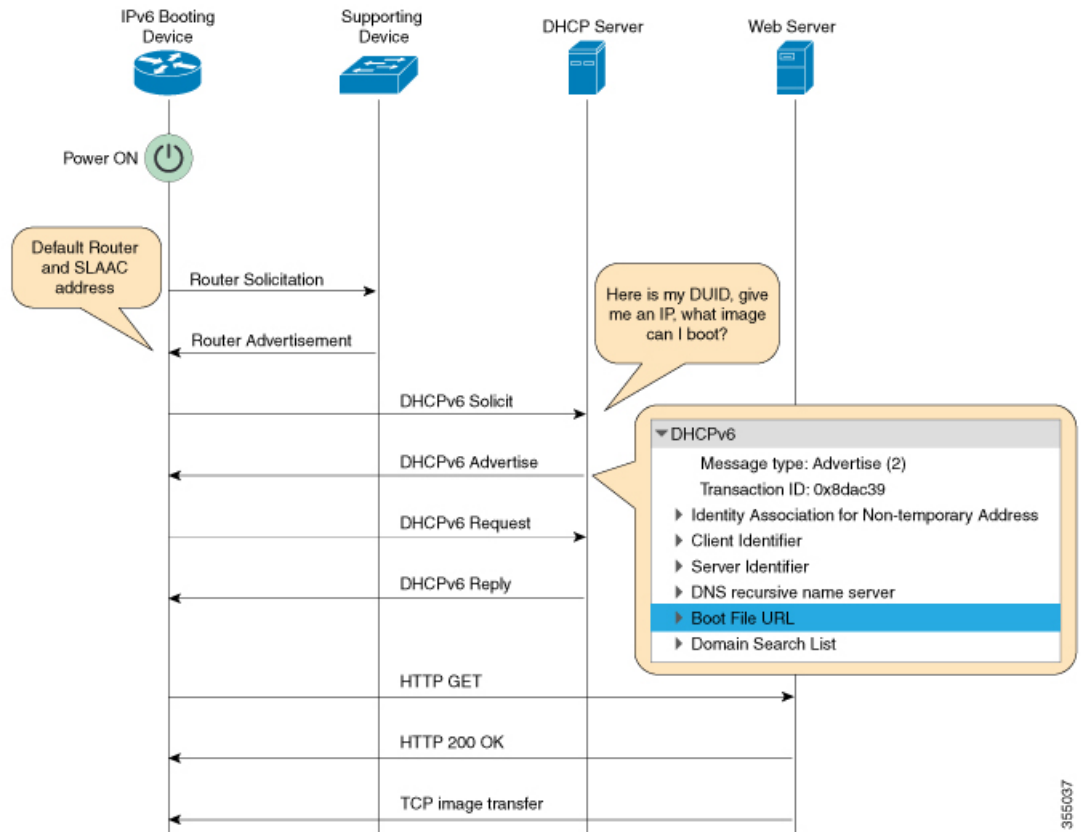 IPv6 Booting
Device
Supporting
Device
DHCP Server
Web Server
Power ON
Default Router
and SLAAC
address
Router Solicitation
Here is my DUID, give
me an IP, what image
can I boot?
Router Advertisement
DHCPv6 Solicit
DHCPv6
Message type: Advertise (2)
Transaction ID: 0x8dac39
Identity Association for Non-temporary Address
Client Identifier
Server Identifier
DNS recursive name server
Boot File URL
Domain Search List
DHCPv6 Advertise
DHCPv6 Request
DHCPv6 Reply
HTTP GET
HTTP 200 OK
TCP image transfer
355037